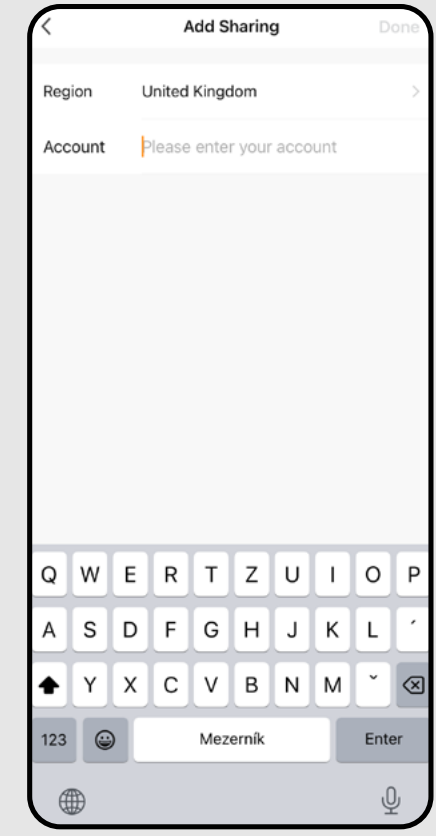 Add Sharing Done
Region United Kingdom
Account Please enter your account
Q W E R T Z U I O P
A S D F G H J K L ´
Y X C V B N M ˇ
123 Mezerník Enter